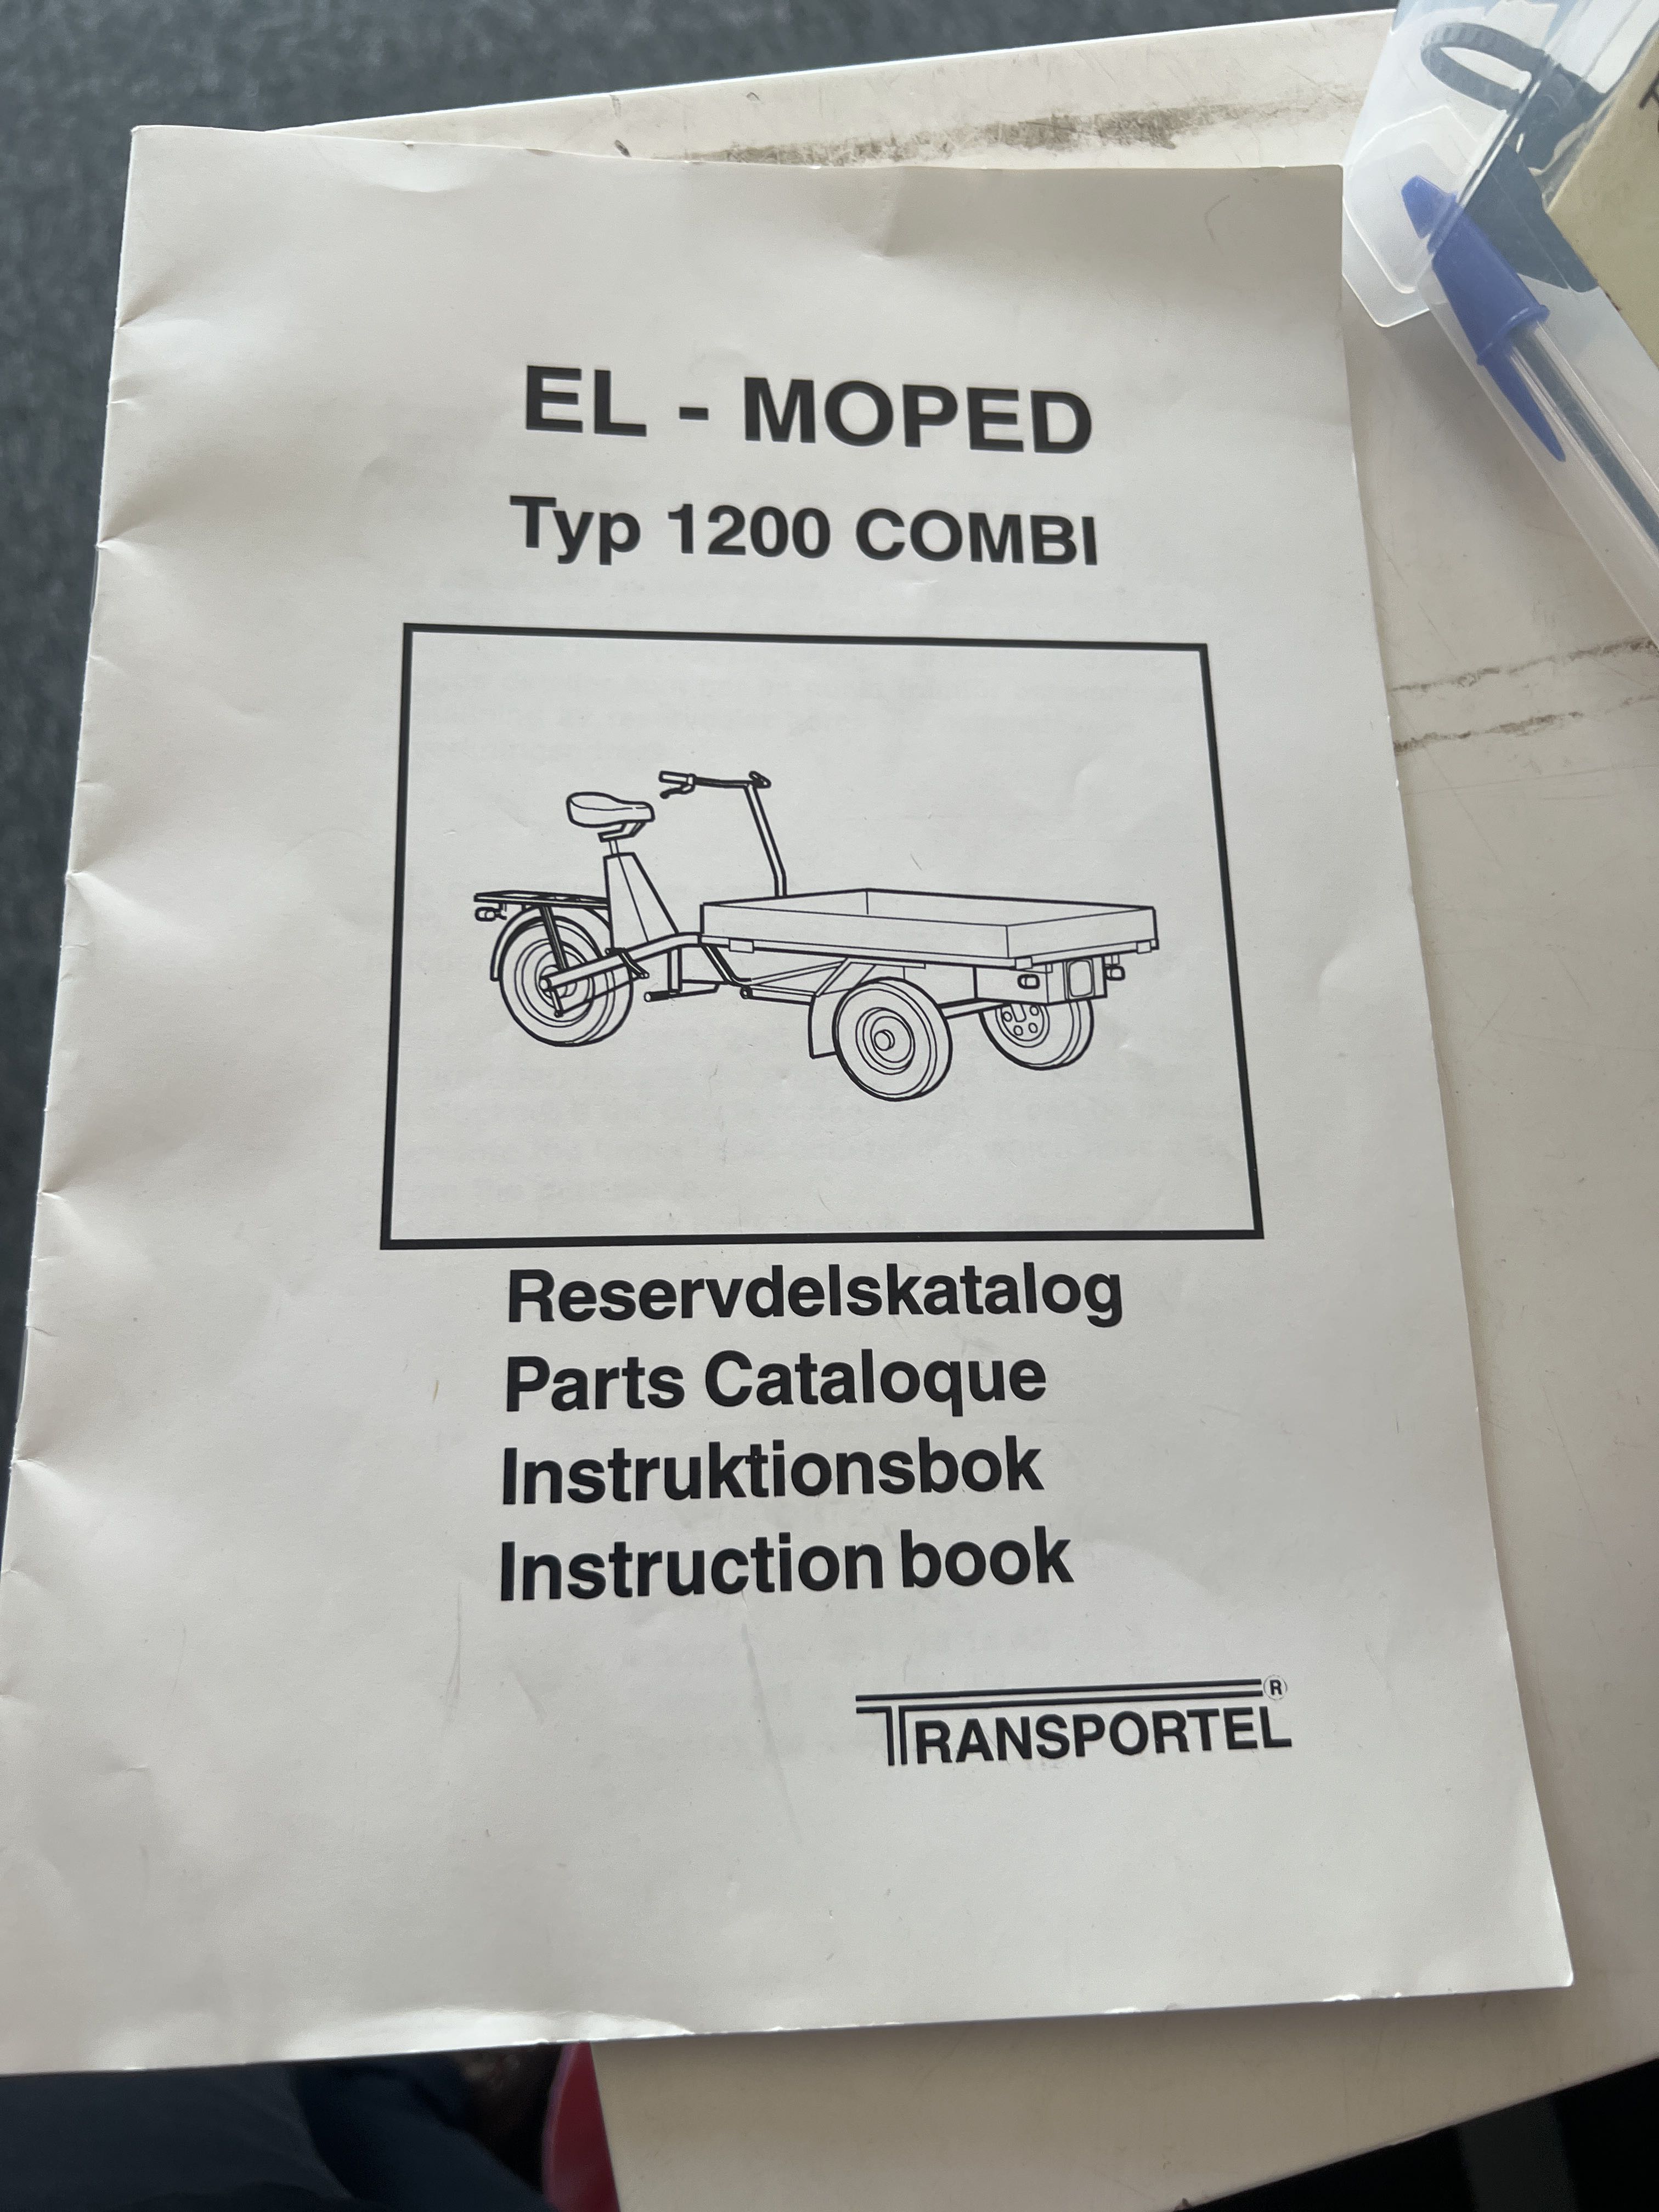 EL - MOPED
Typ 1200 COMBI
Reservdelskatalog
Parts Cataloque
Instruktionsbok
Instruction book
TRANSPORTEL®